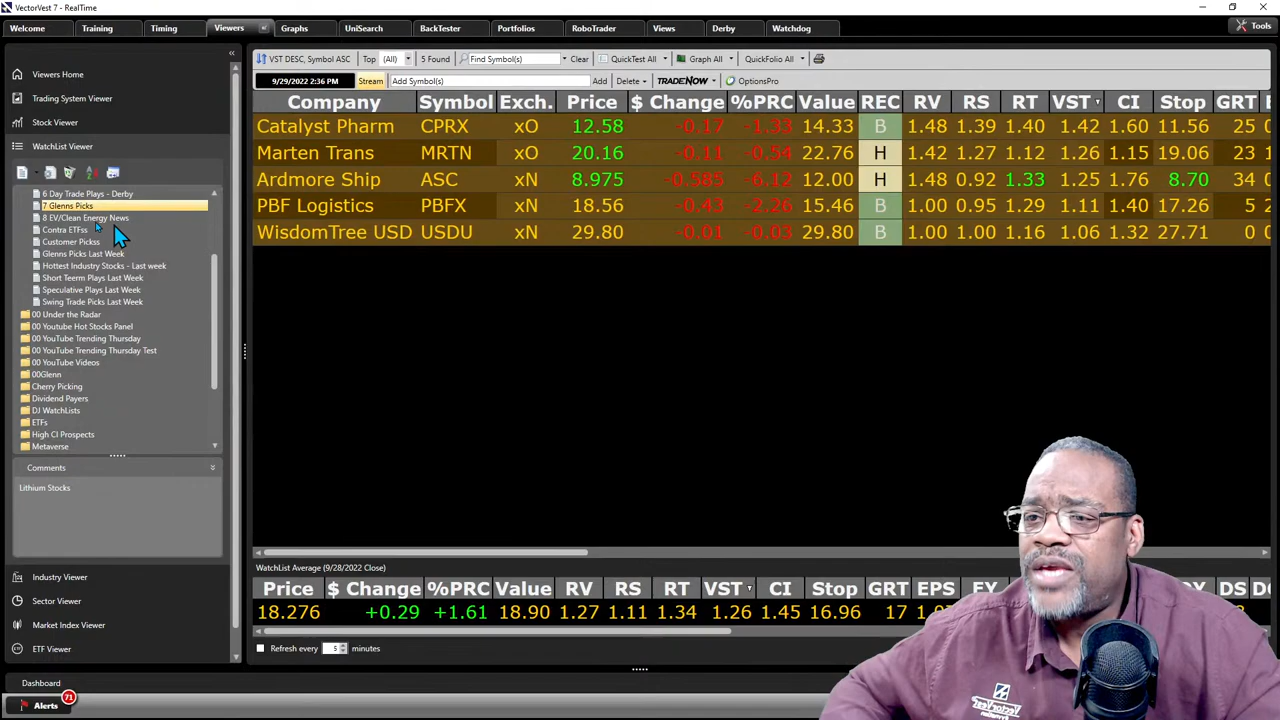 VectorVest 7 - RealTime
Welcome Training Timing Viewers Graphs UniSearch BackTester Portfolios RoboTrader Views Derby Watchdog Tools
Viewers Home
Trading System Viewer
Stock Viewer
WatchList Viewer
6 Day Trade Plays - Derby
7 Glenns Picks
8 EV/Clean Energy News
Contra ETFss
Customer Pickss
Glenns Picks Last Week
Hottest Industry Stocks - Last week
Short Teerm Plays Last Week
Speculative Plays Last Week
Swing Trade Picks Last Week
00 Under the Radar
00 Youtube Hot Stocks Panel
00 YouTube Trending Thursday
00 YouTube Trending Thursday Test
00 YouTube Videos
00Glenn
Cherry Picking
Dividend Payers
DJ WatchLists
ETFs
High CI Prospects
Metaverse
Comments
Lithium Stocks
Industry Viewer
Sector Viewer
Market Index Viewer
ETF Viewer
VST DESC, Symbol ASC Top (All) 5 Found Find Symbol(s) Clear QuickTest All Graph All QuickFolio All
9/29/2022 2:36 PM Stream Add Symbol(s) Add Delete TRADENOW OptionsPro
Company Symbol Exch. Price $ Change %PRC Value REC RV RS RT VST CI Stop GRT
Catalyst Pharm CPRX xO 12.58 -0.17 -1.33 14.33 B 1.48 1.39 1.40 1.42 1.60 11.56 25 0
Marten Trans MRTN xO 20.16 -0.11 -0.54 22.76 H 1.42 1.27 1.12 1.26 1.15 19.06 23 1
Ardmore Ship ASC xN 8.975 -0.585 -6.12 12.00 H 1.48 0.92 1.33 1.21 1.76 8.70 34 0
PBF Logistics PBFX xN 18.56 -0.43 -2.26 15.46 B 1.00 0.95 1.29 1.11 1.40 17.26 5
WisdomTree USD USDU xN 29.80 -0.01 -0.03 29.80 B 1.00 1.00 1.16 1.06 1.32 27.71 0
WatchList Average (9/28/2022 Close)
Price $ Change %PRC Value RV RS RT VST CI Stop GRT EPS EY DS
18.276 +0.29 +1.61 18.90 1.27 1.11 1.34 1.26 1.45 16.96 17
Refresh every 5 minutes
Dashboard
Alerts 71